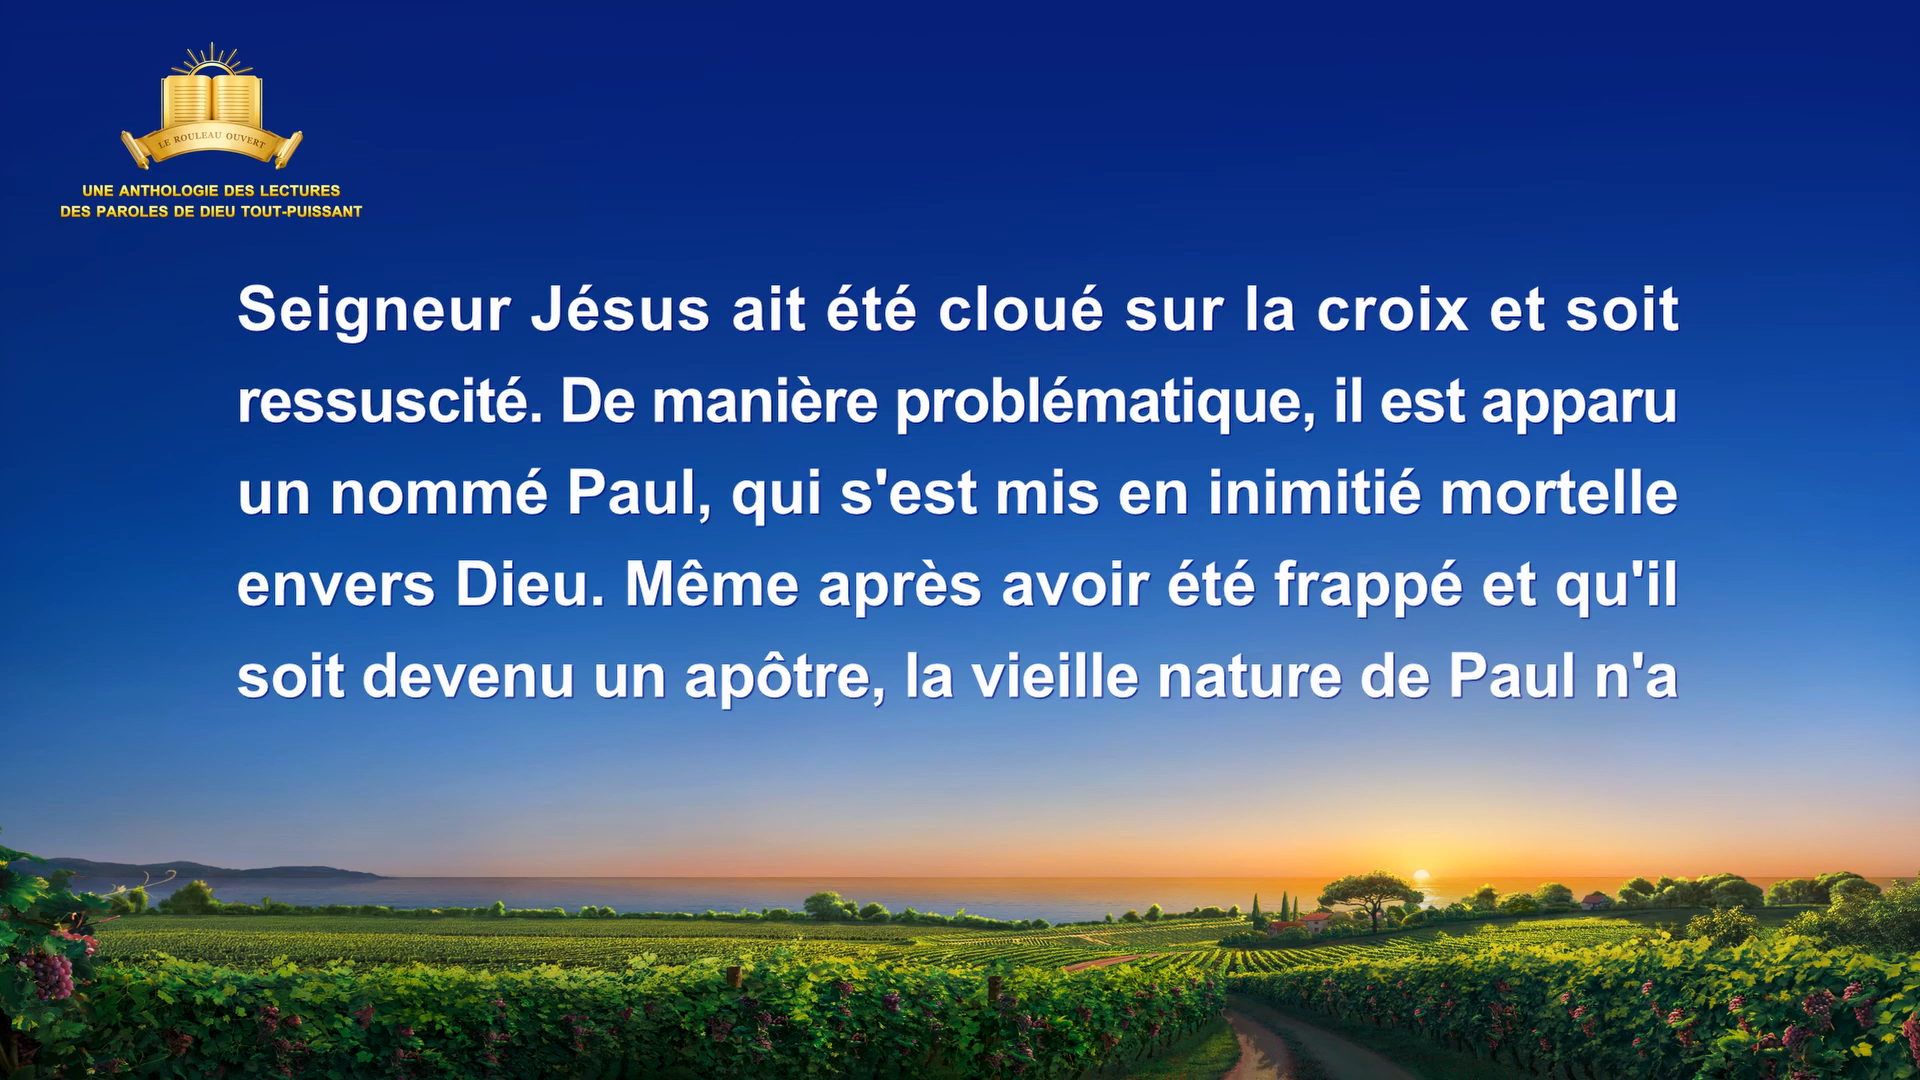 LE ROULEAU OUVERT
UNE ANTHOLOGIE DES LECTURES
DES PAROLES DE DIEU TOUT-PUISSANT
Seigneur Jésus ait été cloué sur la croix et soit
ressuscité. De manière problématique, il est apparu
un nommé Paul, qui s'est mis en inimitié mortelle
envers Dieu. Même après avoir été frappé et qu'il
soit devenu un apôtre, la vieille nature de Paul n'a